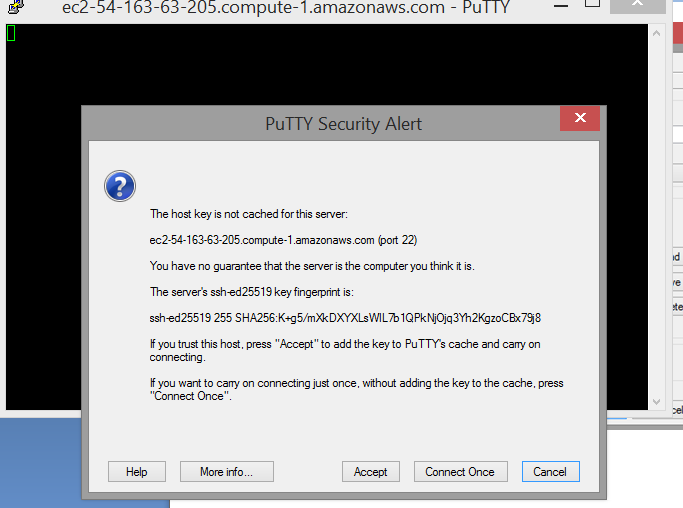 ec2-54-163-63-205.compute-1.amazonaws.com - PuTTY
PuTTY Security Alert
The host key is not cached for this server:
ec2-54-163-63-205.compute-1.amazonaws.com (port 22)
You have no guarantee that the server is the computer you think it is.
The server's ssh-ed25519 key fingerprint is:
ssh-ed25519 255 SHA256:K+g5/mXkDXYXLsWlL7b1QPkNjOjq3Yh2KgzoCBx79j8
If you trust this host, press "Accept" to add the key to PuTTY's cache and carry on
connecting.
If you want to carry on connecting just once, without adding the key to the cache, press
"Connect Once".
Help More info... Accept Connect Once Cancel